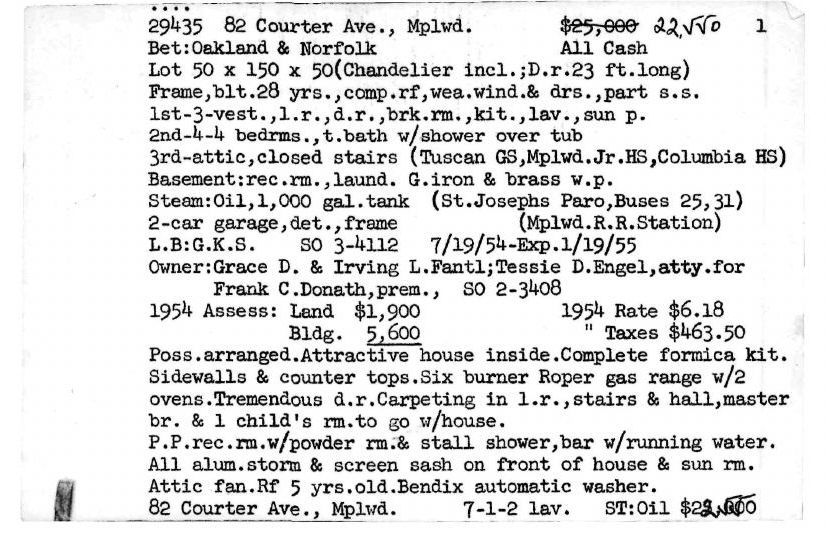 29435 82 Courter Ave., Mplwd. $25,000 22,500 1
Bet:Oakland & Norfolk All Cash
Lot 50 x 150 x 50(Chandelier incl.;D.r.23 ft.long)
Frame,blt.28 yrs.,comp.rf,wea.wind.& drs.,part s.s.
1st-3-vest.,l.r.,d.r.,brk.rm.,kit.,lav.,sun p.
2nd-4-4 bedrms.,t.bath w/shower over tub
3rd-attic,closed stairs (Tuscan GS,Mplwd.Jr.HS,Columbia HS)
Basement:rec.rm.,laund. G.iron & brass w.p.
Steam:Oil,1,000 gal.tank (St.Josephs Paro,Buses 25,31)
2-car garage,det.,frame (Mplwd.R.R.Station)
L.B:G.K.S. SO 3-4112 7/19/54-Exp.1/19/55
Owner:Grace D. & Irving L.Fantl;Tessie D.Engel,atty.for
Frank C.Donath,prem., SO 2-3408
1954 Assess: Land $1,900 1954 Rate $6.18
Bldg. 5,600 " Taxes $463.50
Poss.arranged.Attractive house inside.Complete formica kit.
Sidewalls & counter tops.Six burner Roper gas range w/2
ovens.Tremendous d.r.Carpeting in l.r.,stairs & hall,master
br. & 1 child's rm.to go w/house.
P.P.rec.rm.w/powder rm.& stall shower,bar w/running water.
All alum.storm & screen sash on front of house & sun rm.
Attic fan.Rf 5 yrs.old.Bendix automatic washer.
82 Courter Ave., Mplwd. 7-1-2 lav. ST:Oil